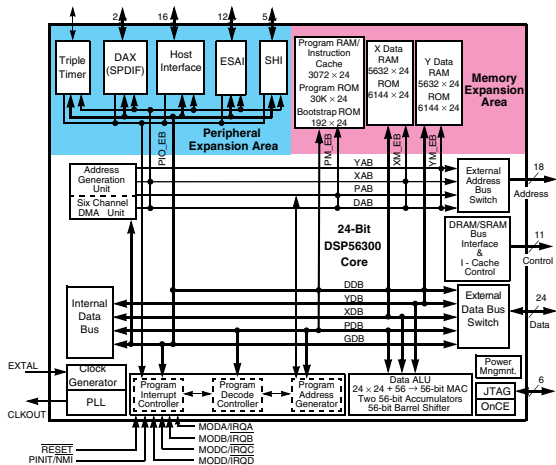 2
16
12
5
Triple
Timer
DAX
(SPDIF)
Host
Interface
ESAI
SHI
Program RAM/
Instruction
Cache
3072 × 24
Program ROM
30K × 24
Bootstrap ROM
192 × 24
X Data
RAM
5632 × 24
ROM
6144 × 24
Y Data
RAM
5632 × 24
ROM
6144 × 24
Memory
Expansion
Area
Peripheral
Expansion Area
PIO_EB
PM_EB
XM_EB
YM_EB
Address
Generation
Unit
Six Channel
DMA Unit
YAB
XAB
PAB
DAB
External
Address
Bus
Switch
18
Address
24-Bit
DSP56300
Core
DRAM/SRAM
Bus
Interface
&
I - Cache
Control
11
Control
Internal
Data
Bus
DDB
YDB
XDB
PDB
GDB
External
Data Bus
Switch
24
Data
EXTAL
Clock
Generator
PLL
CLKOUT
Program
Interrupt
Controller
Program
Decode
Controller
Program
Address
Generator
Data ALU
24 × 24 + 56 → 56-bit MAC
Two 56-bit Accumulators
56-bit Barrel Shifter
Power
Mngmnt.
JTAG
OnCE
6
MODA/IRQA
MODB/IRQB
MODC/IRQC
MODD/IRQD
RESET
PINIT/NMI